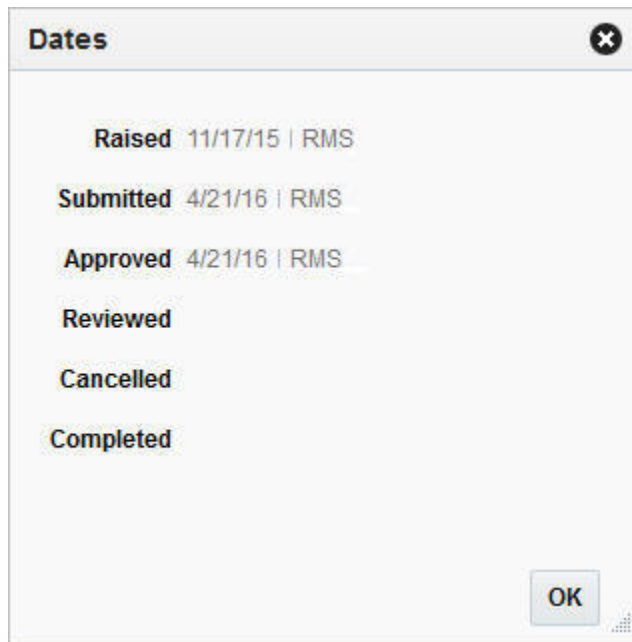 Dates
Raised 11/17/15 | RMS
Submitted 4/21/16 | RMS
Approved 4/21/16 | RMS
Reviewed
Cancelled
Completed
OK